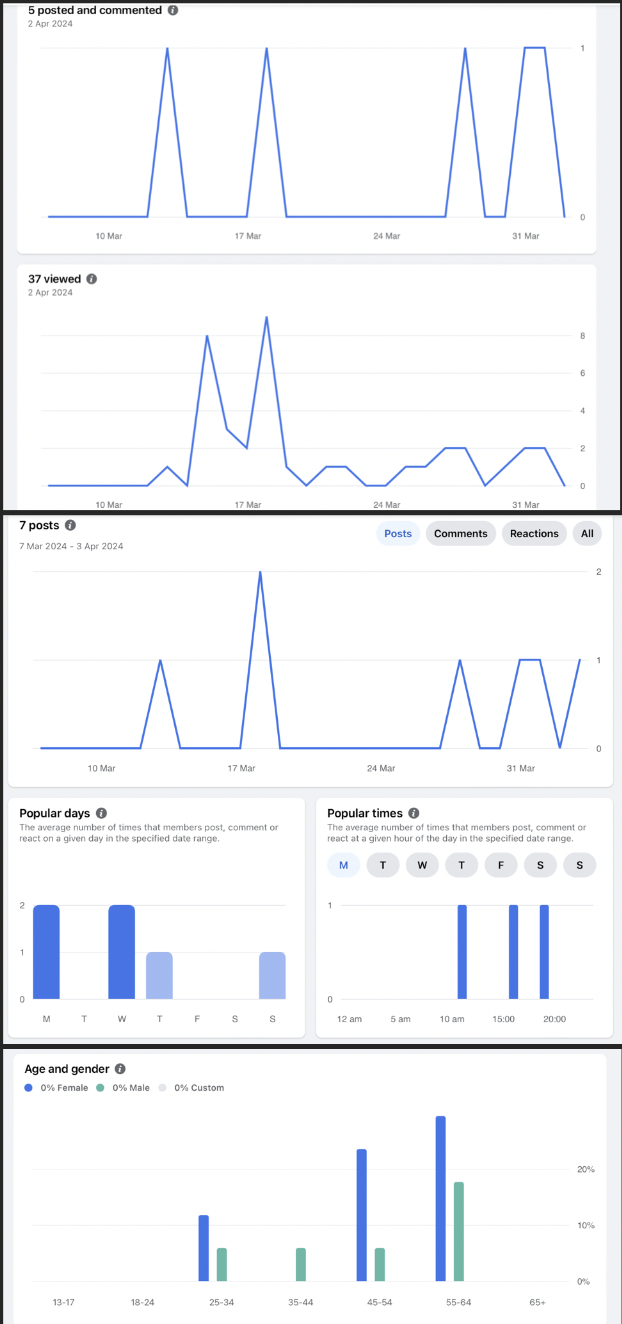 5 posted and commented
2 Apr 2024
1
0
10 Mar 17 Mar 24 Mar 31 Mar
37 viewed
2 Apr 2024
8
6
4
2
0
10 Mar 17 Mar 24 Mar 31 Mar
7 posts
Posts Comments Reactions All
7 Mar 2024 - 3 Apr 2024
2
1
0
10 Mar 17 Mar 24 Mar 31 Mar
Popular days
The average number of times that members post, comment or
react on a given day in the specified date range.
2
1
0
M T W T F S S
Popular times
The average number of times that members post, comment or
react at a given hour of the day in the specified date range.
M T W T F S S
1
0
12 am 5 am 10 am 15:00 20:00
Age and gender
0% Female 0% Male 0% Custom
20%
10%
0%
13-17 18-24 25-34 35-44 45-54 55-64 65+